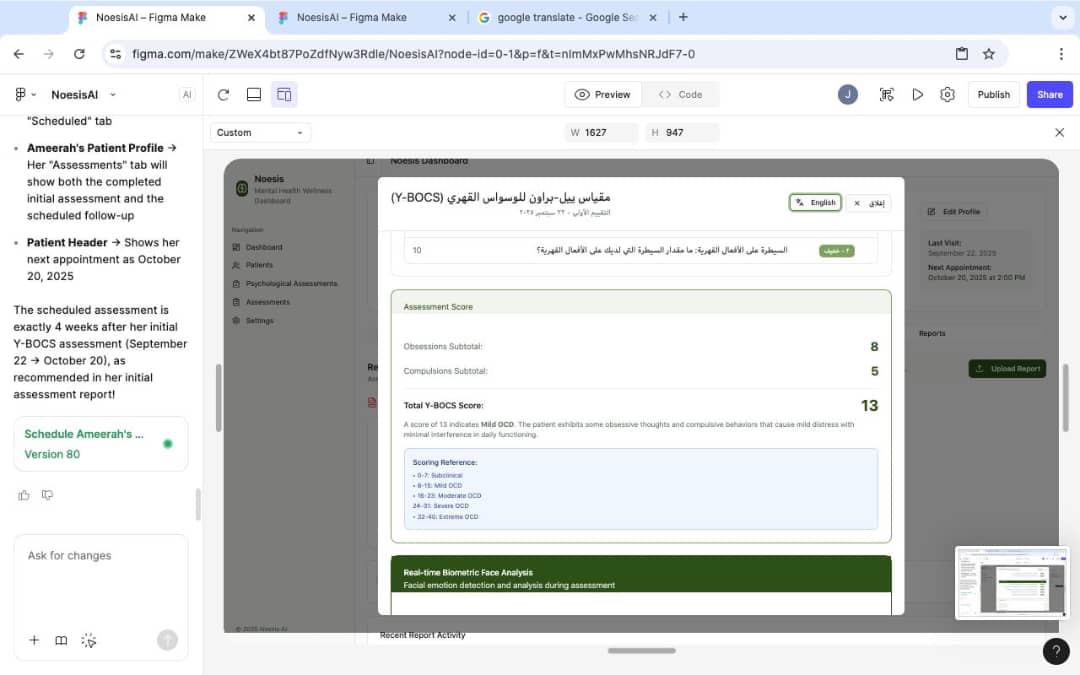 NoesisAI – Figma Make
NoesisAI – Figma Make
google translate - Google Sea
figma.com/make/ZWeX4bt87PoZdfNyw3Rdle/NoesisAI?node-id=0-1&p=f&t=nImMxPwMhsNRJdF7-0
NoesisAI
AI
Preview
Code
J
Publish
Share
Custom
W 1627
H 947
"Scheduled" tab
• Ameerah's Patient Profile →
Her "Assessments" tab will
show both the completed
initial assessment and the
scheduled follow-up
• Patient Header → Shows her
next appointment as October
20, 2025
The scheduled assessment is
exactly 4 weeks after her initial
Y-BOCS assessment (September
22 → October 20), as
recommended in her initial
assessment report!
Schedule Ameerah's ...
Version 80
Ask for changes
Noesis
Mental Health Wellness
Dashboard
Navigation
Dashboard
Patients
Psychological Assessments
Assessments
Settings
© 2025 Noesis AI
Noesis Dashboard
Edit Profile
Last Visit:
September 22, 2025
Next Appointment:
October 20, 2025 at 2:00 PM
Reports
Upload Report
Recent Report Activity
مقياس ييل-براون للوسواس القهري (Y-BOCS)
التقييم الأولي - ٢٢ سبتمبر ٢٠٢٥
English
إغلاق
10
السيطرة على الأفعال القهرية: ما مقدار السيطرة التي لديك على الأفعال القهرية؟
خفيف
Assessment Score
Obsessions Subtotal:
8
Compulsions Subtotal:
5
Total Y-BOCS Score:
13
A score of 13 indicates Mild OCD. The patient exhibits some obsessive thoughts and compulsive behaviors that cause mild distress with
minimal interference in daily functioning.
Scoring Reference:
• 0-7: Subclinical
• 8-15: Mild OCD
• 16-23: Moderate OCD
24-31: Severe OCD
• 32-40: Extreme OCD
Real-time Biometric Face Analysis
Facial emotion detection and analysis during assessment
?